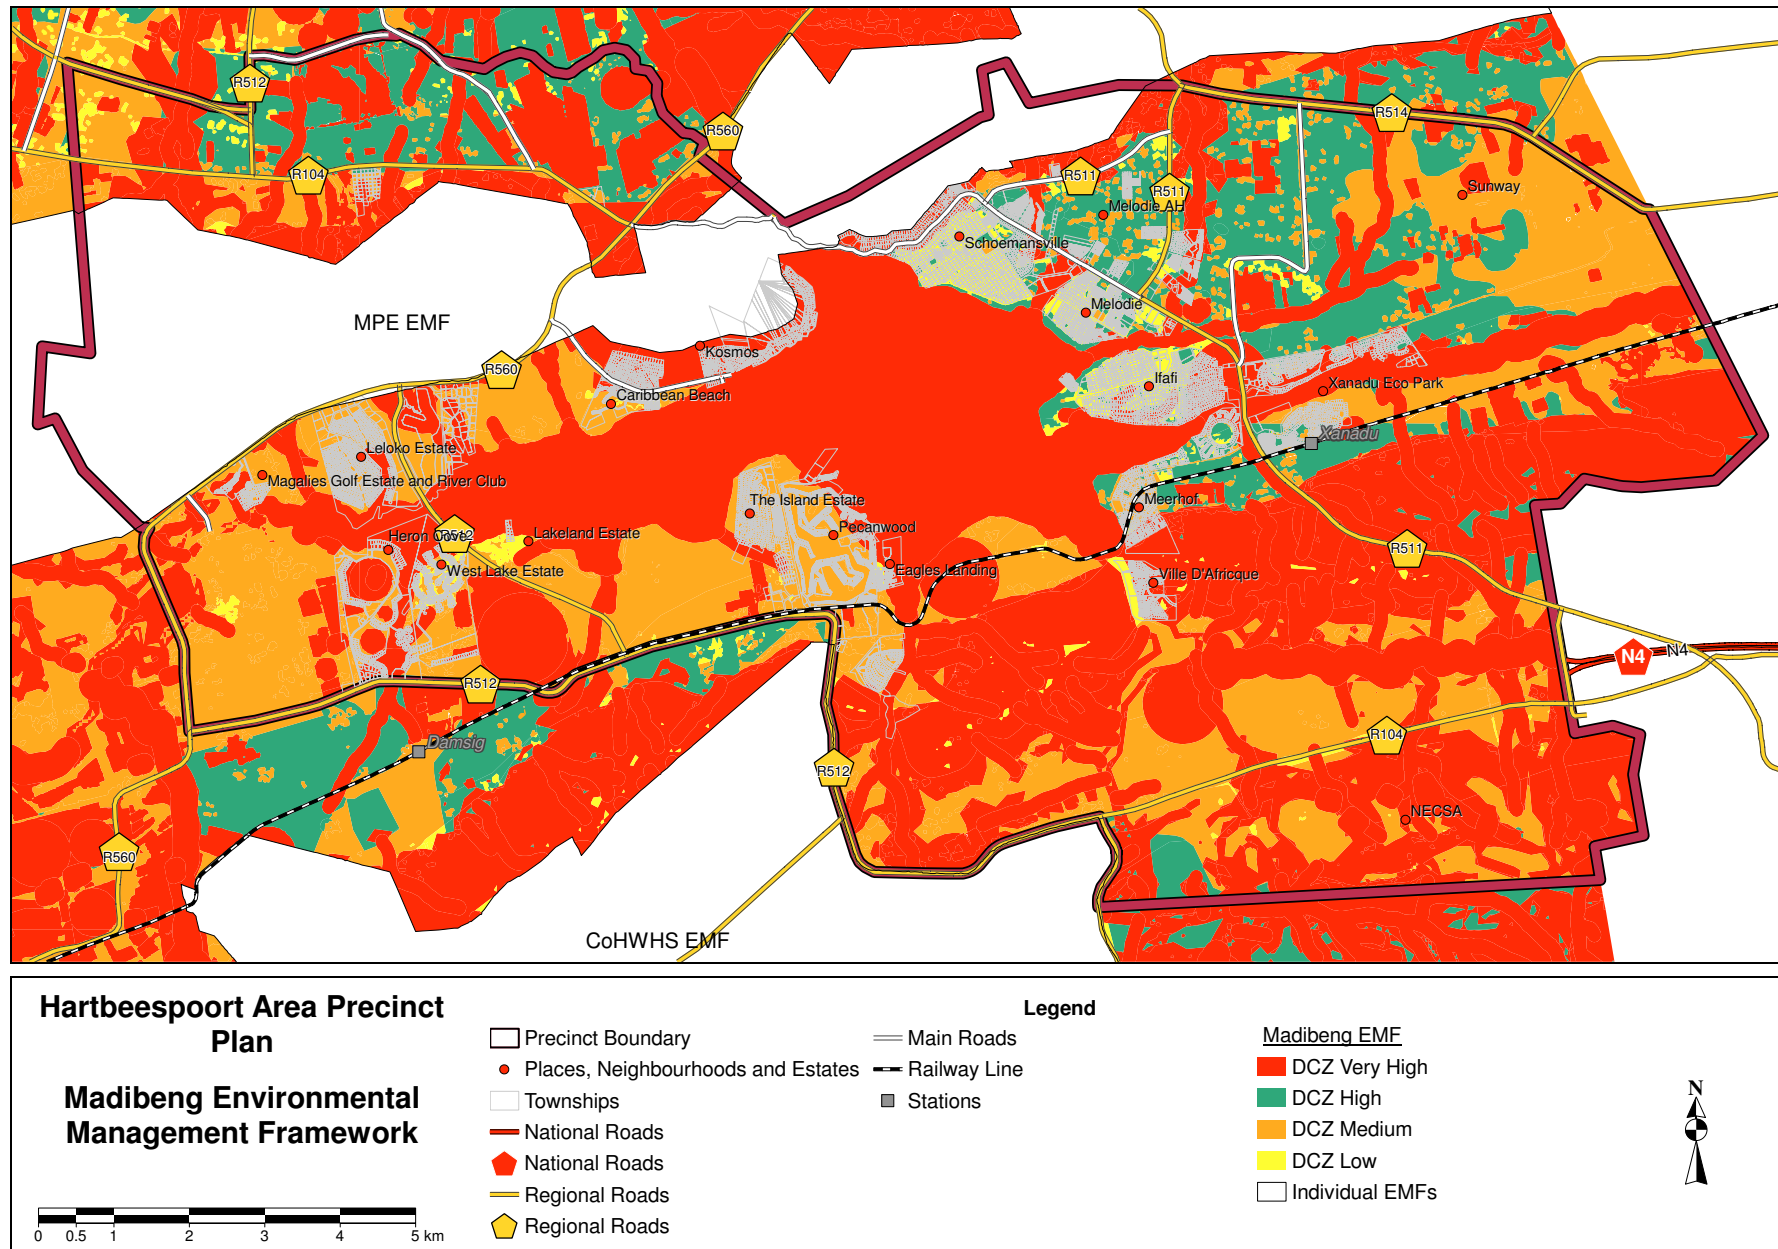 R512
R560
R514
R104
R511
R511
Sunway
Melodie AH
Schoemansville
Melodie
MPE EMF
Kosmos
R560
Ifafi
Xanadu Eco Park
Caribbean Beach
Xanadu
Leloko Estate
Magalies Golf Estate and River Club
The Island Estate
Meerhof
Pecanwood
Heron Cove
R512
Lakeland Estate
R511
West Lake Estate
Eagles Landing
Ville D'Africque
N4
N4
R512
Damsig
R104
R512
NECSA
R560
CoHWHS EMF
Hartbeespoort Area Precinct
Plan
Madibeng Environmental
Management Framework
0 0.5 1 2 3 4 5 km
Legend
Precinct Boundary
Places, Neighbourhoods and Estates
Townships
National Roads
National Roads
Regional Roads
Regional Roads
Main Roads
Railway Line
Stations
Madibeng EMF
DCZ Very High
DCZ High
DCZ Medium
DCZ Low
Individual EMFs
N